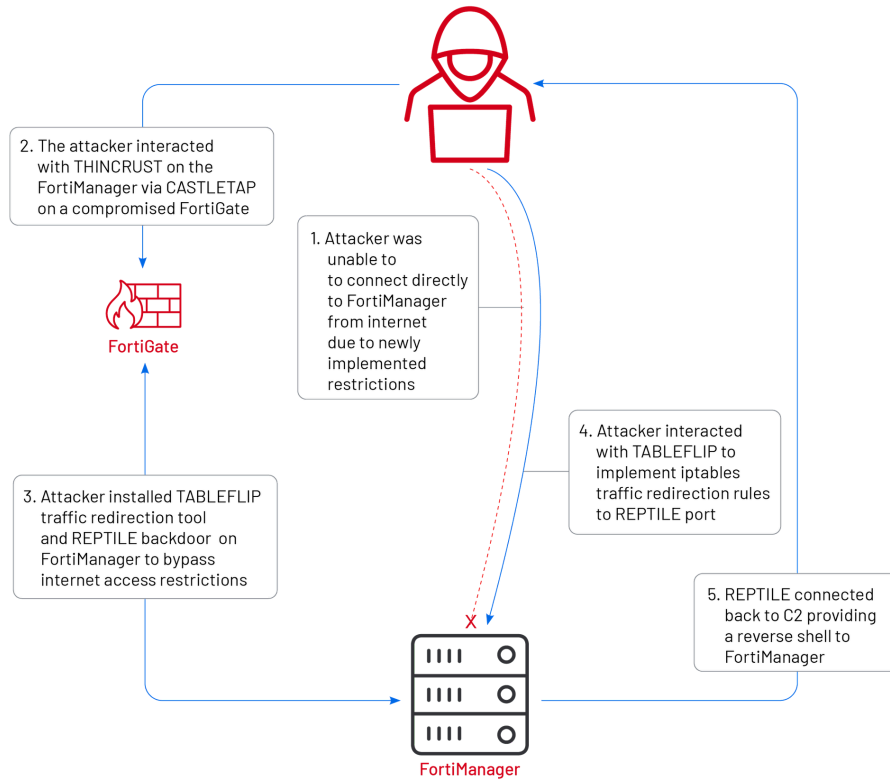 2. The attacker interacted
with THINCRUST on the
FortiManager via CASTLETAP
on a compromised FortiGate
1. Attacker was
unable to
to connect directly
to FortiManager
from internet
due to newly
implemented
restrictions
FortiGate
4. Attacker interacted
with TABLEFLIP to
implement iptables
traffic redirection rules
to REPTILE port
3. Attacker installed TABLEFLIP
traffic redirection tool
and REPTILE backdoor on
FortiManager to bypass
internet access restrictions
5. REPTILE connected
back to C2 providing
a reverse shell to
FortiManager
X
FortiManager